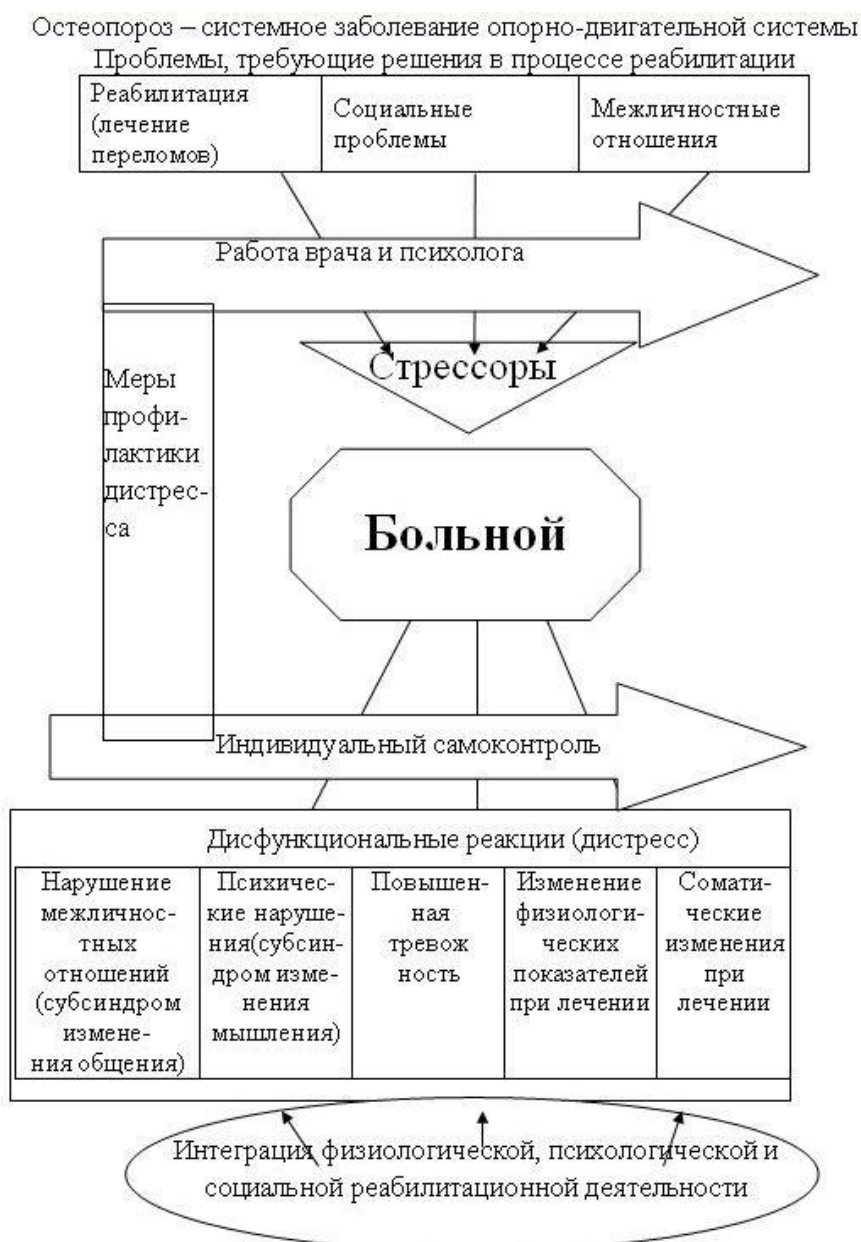 Остеопороз – системное заболевание опорно-двигательной системы
Проблемы, требующие решения в процессе реабилитации
Реабилитация
(лечение
переломов)
Социальные
проблемы
Межличностные
отношения
Работа врача и психолога
Стрессоры
Меры
профи-
лактики
дистрес-
са
Больной
Индивидуальный самоконтроль
Дисфункциональные реакции (дистресс)
Нарушение
межличнос-
тных
отношений
(субсиндром
измене-
ния общения)
Психичес-
кие наруше-
ния(субсин-
дром изме-
нения
мышления)
Повышен-
ная
тревож
ность
Изменение
физиологи-
ческих
показателей
при лечении
Сомати-
ческие
изменения
при
лечении
Интеграция физиологической, психологической и
социальной реабилитационной деятельности